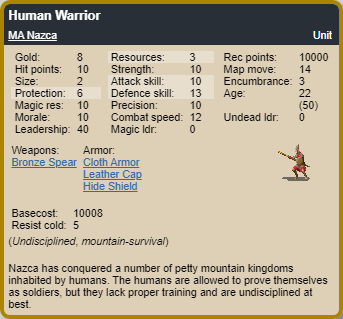 Human Warrior
MA Nazca Unit
Gold: 8 Resources: 3 Rec points: 10000
Hit points: 10 Strength: 10 Map move: 14
Size: 2 Attack skill: 10 Encumbrance: 3
Protection: 6 Defence skill: 13 Age: 22
Magic res: 10 Precision: 10 (50)
Morale: 10 Combat speed: 12 Undead ldr: 0
Leadership: 40 Magic ldr: 0
Weapons: Armor:
Bronze Spear Cloth Armor
Leather Cap
Hide Shield
Basecost: 10008
Resist cold: 5
(Undisciplined, mountain-survival)
Nazca has conquered a number of petty mountain kingdoms
inhabited by humans. The humans are allowed to prove themselves
as soldiers, but they lack proper training and are undisciplined at
best.